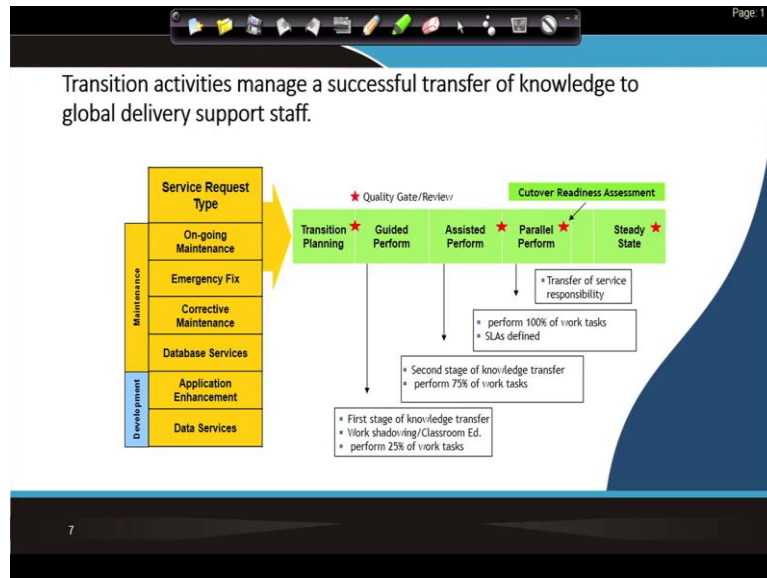 Page: 1
Transition activities manage a successful transfer of knowledge to
global delivery support staff.
Service Request
Type
Maintenance
On-going
Maintenance
Emergency Fix
Corrective
Maintenance
Database Services
Development
Application
Enhancement
Data Services
Quality Gate/Review
Cutover Readiness Assessment
Transition
Planning
Guided
Perform
Assisted
Perform
Parallel
Perform
Steady
State
Transfer of service
responsibility
perform 100% of work tasks
SLAs defined
Second stage of knowledge transfer
perform 75% of work tasks
First stage of knowledge transfer
Work shadowing/Classroom Ed.
perform 25% of work tasks
7